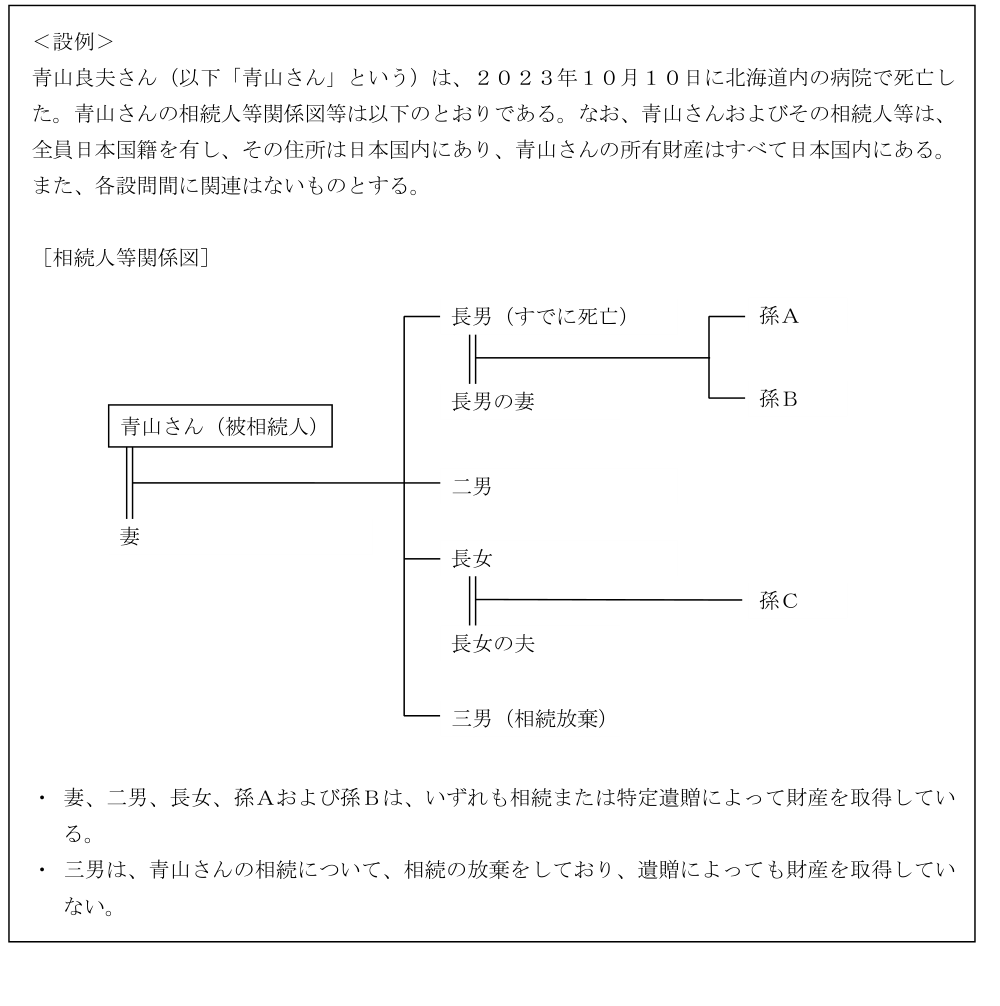 ＜設例＞
青山良夫さん（以下「青山さん」という）は、２０２３年１０月１０日に北海道内の病院で死亡し
た。青山さんの相続人等関係図等は以下のとおりである。なお、青山さんおよびその相続人等は、
全員日本国籍を有し、その住所は日本国内にあり、青山さんの所有財産はすべて日本国内にある。
また、各設問間に関連はないものとする。
［相続人等関係図］
長男（すでに死亡）
孫Ａ
長男の妻
孫Ｂ
青山さん（被相続人）
二男
妻
長女
孫Ｃ
長女の夫
三男（相続放棄）
・ 妻、二男、長女、孫Ａおよび孫Ｂは、いずれも相続または特定遺贈によって財産を取得してい
る。
・ 三男は、青山さんの相続について、相続の放棄をしており、遺贈によっても財産を取得してい
ない。